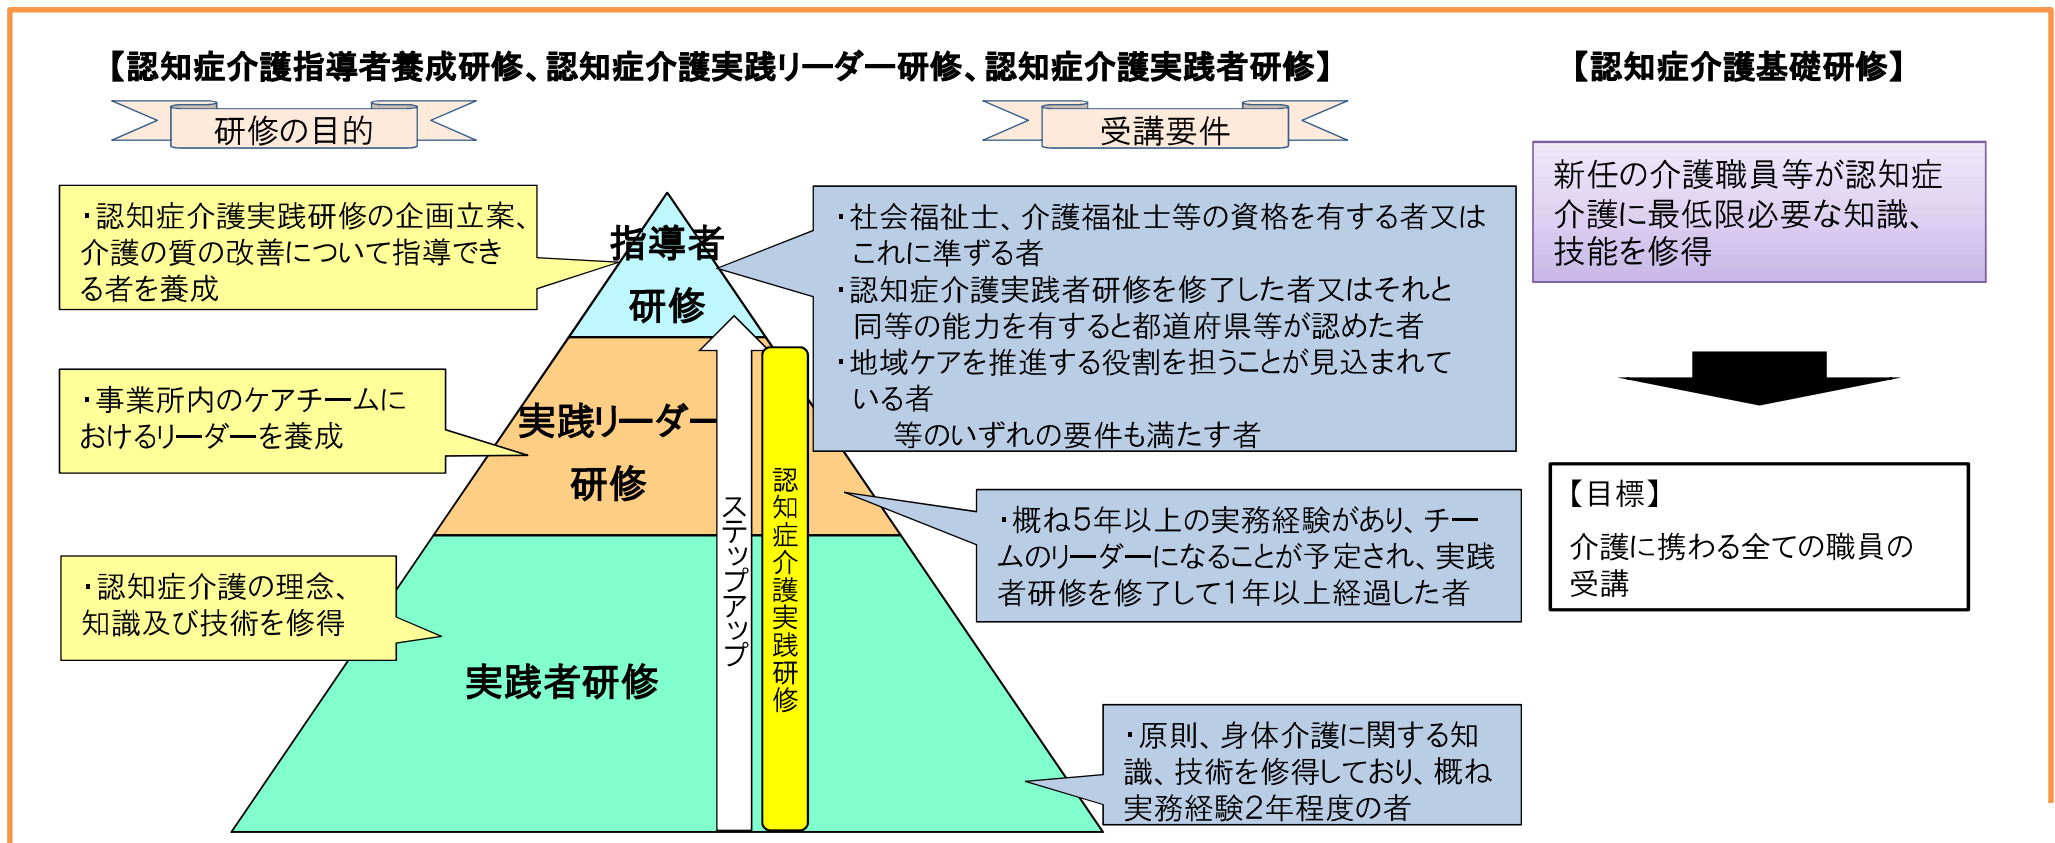 【認知症介護指導者養成研修、認知症介護実践リーダー研修、認知症介護実践者研修】
研修の目的
受講要件
・認知症介護実践研修の企画立案、
介護の質の改善について指導でき
る者を養成
指導者
研修
・社会福祉士、介護福祉士等の資格を有する者又は
これに準ずる者
・認知症介護実践者研修を修了した者又はそれと
同等の能力を有すると都道府県等が認めた者
・地域ケアを推進する役割を担うことが見込まれて
いる者
等のいずれの要件も満たす者
・事業所内のケアチームに
おけるリーダーを養成
実践リーダー
研修
・概ね5年以上の実務経験があり、チー
ムのリーダーになることが予定され、実践
者研修を修了して1年以上経過した者
・認知症介護の理念、
知識及び技術を修得
実践者研修
ステップアップ
認知症介護実践研修
・原則、身体介護に関する知
識、技術を修得しており、概ね
実務経験2年程度の者
【認知症介護基礎研修】
新任の介護職員等が認知症
介護に最低限必要な知識、
技能を修得
【目標】
介護に携わる全ての職員の
受講